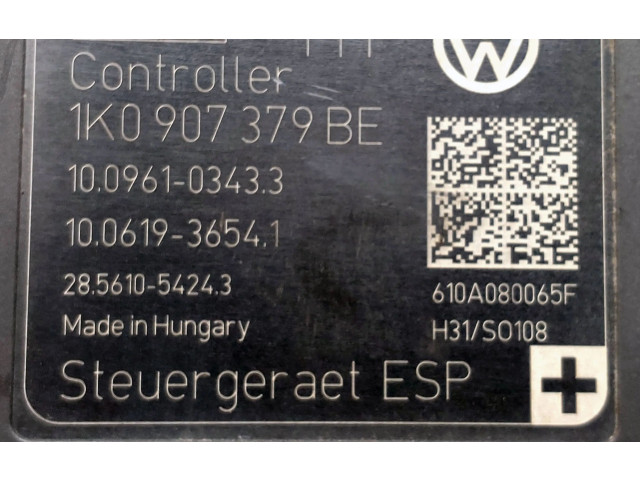 Controller
1K0 907 379 BE
10.0961-0343.3
10.0619-3654.1
28.5610-5424.3
610A080065F
Made in Hungary
H31/SO108
Steuergeraet ESP